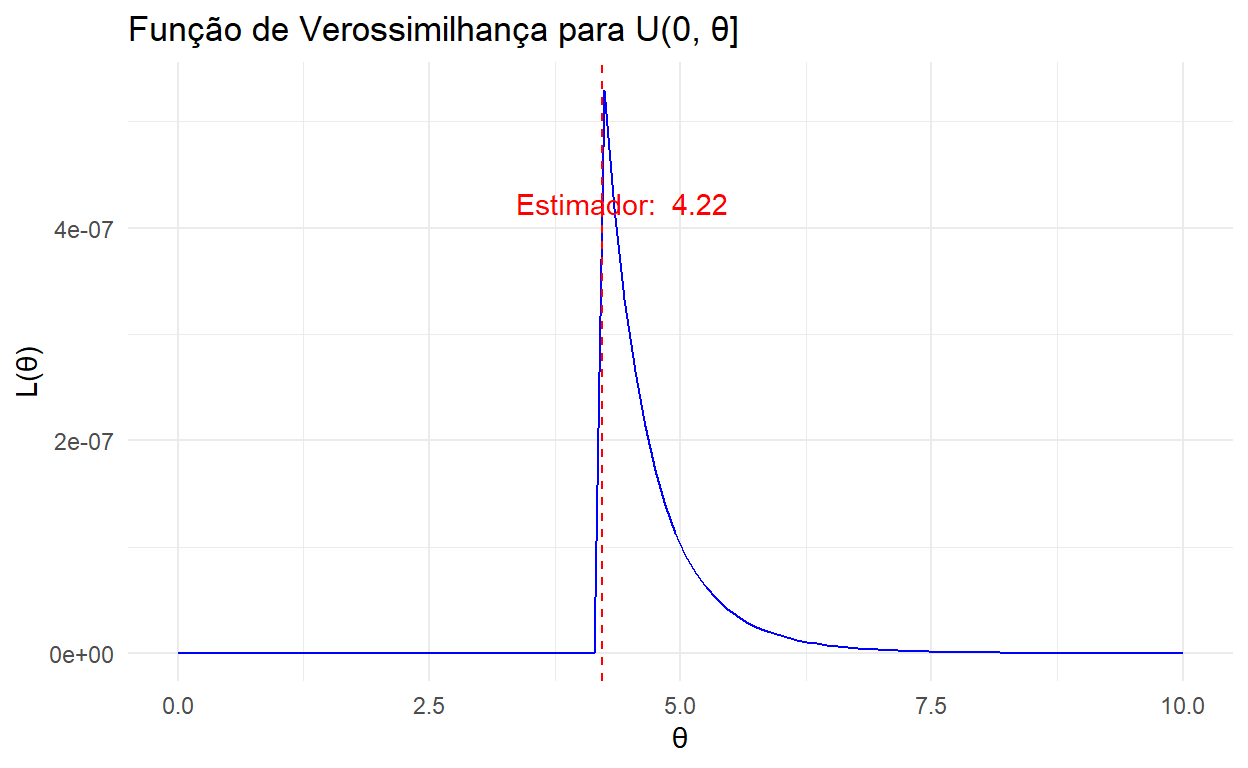 Função de Verossimilhança para U(0, θ]
L(θ)
4e-07
2e-07
0e+00
Estimador:  4.22
0.0 2.5 5.0 7.5 10.0
θ